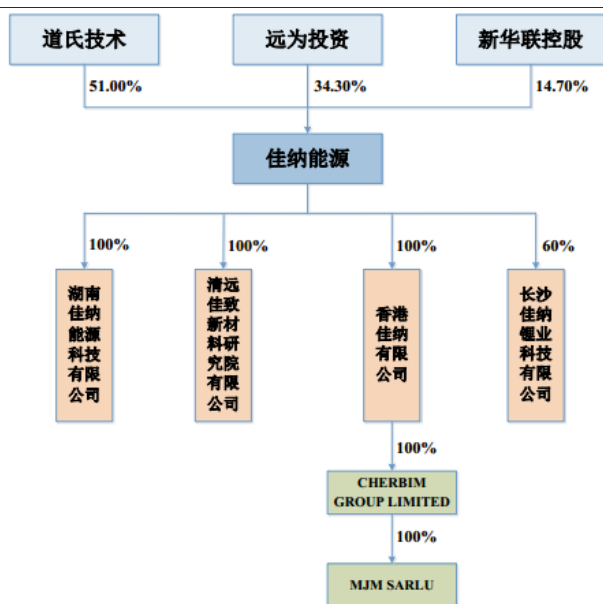 道氏技术
远为投资
新华联控股
51.00%
34.30%
14.70%
佳纳能源
100%
100%
100%
60%
湖南
佳纳
能源
科技
有限
公司
清远
佳致
新材
料研
究院
有限
公司
香港
佳纳
有限
公司
长沙
佳纳
锂业
科技
有限
公司
100%
CHERBIM
GROUP LIMITED
100%
MJM SARLU